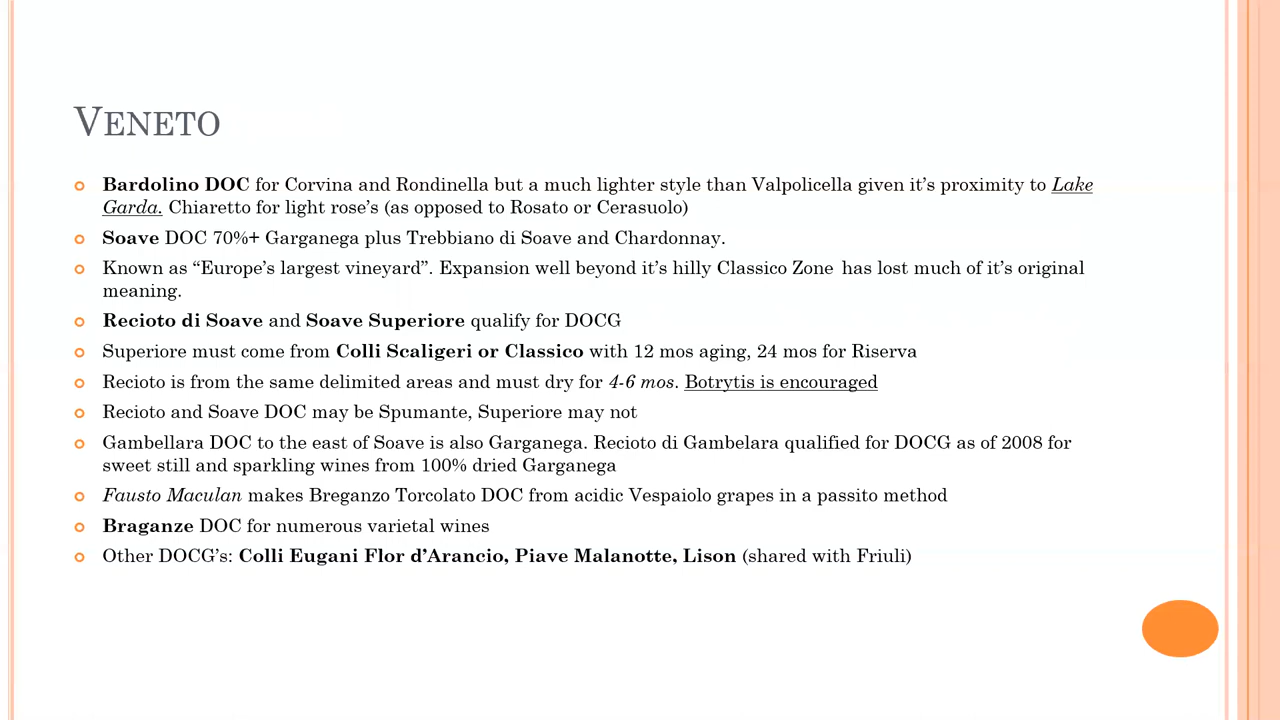 VENETO
Bardolino DOC for Corvina and Rondinella but a much lighter style than Valpolicella given it’s proximity to Lake
Garda. Chiaretto for light rose’s (as opposed to Rosato or Cerasuolo)
Soave DOC 70%+ Garganega plus Trebbiano di Soave and Chardonnay.
Known as “Europe’s largest vineyard”. Expansion well beyond it’s hilly Classico Zone has lost much of it’s original
meaning.
Recioto di Soave and Soave Superiore qualify for DOCG
Superiore must come from Colli Scaligeri or Classico with 12 mos aging, 24 mos for Riserva
Recioto is from the same delimited areas and must dry for 4-6 mos. Botrytis is encouraged
Recioto and Soave DOC may be Spumante, Superiore may not
Gambellara DOC to the east of Soave is also Garganega. Recioto di Gambelara qualified for DOCG as of 2008 for
sweet still and sparkling wines from 100% dried Garganega
Fausto Maculan makes Breganzo Torcolato DOC from acidic Vespaiolo grapes in a passito method
Braganze DOC for numerous varietal wines
Other DOCG’s: Colli Eugani Flor d’Arancio, Piave Malanotte, Lison (shared with Friuli)